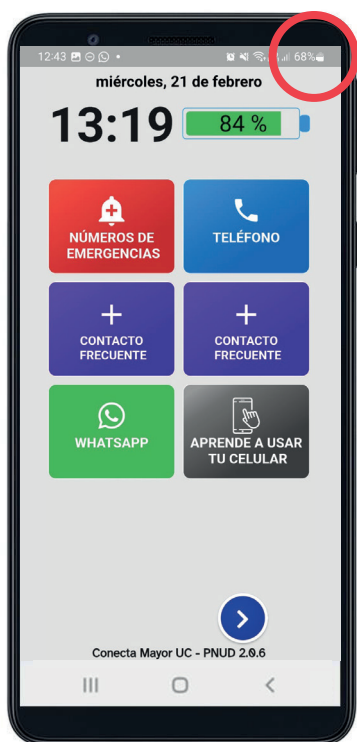 12:43
68%
miércoles, 21 de febrero
13:19
84 %
NÚMEROS DE
EMERGENCIAS
TELÉFONO
CONTACTO
FRECUENTE
CONTACTO
FRECUENTE
WHATSAPP
APRENDE A USAR
TU CELULAR
Conecta Mayor UC - PNUD 2.0.6